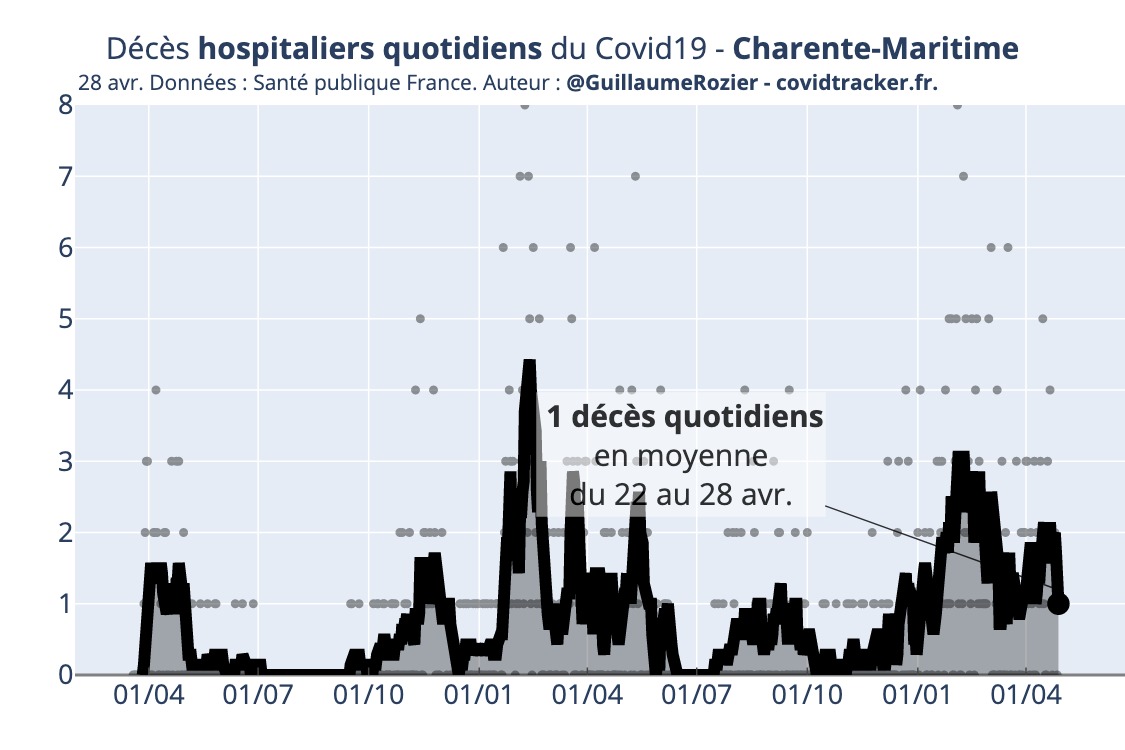 Décès hospitaliers quotidiens du Covid19 - Charente-Maritime
28 avr. Données : Santé publique France. Auteur : @GuillaumeRozier - covidtracker.fr.
8
7
6
5
4
3
2
1
0
1 décès quotidiens
en moyenne
du 22 au 28 avr.
01/04 01/07 01/10 01/01 01/04 01/07 01/10 01/01 01/04